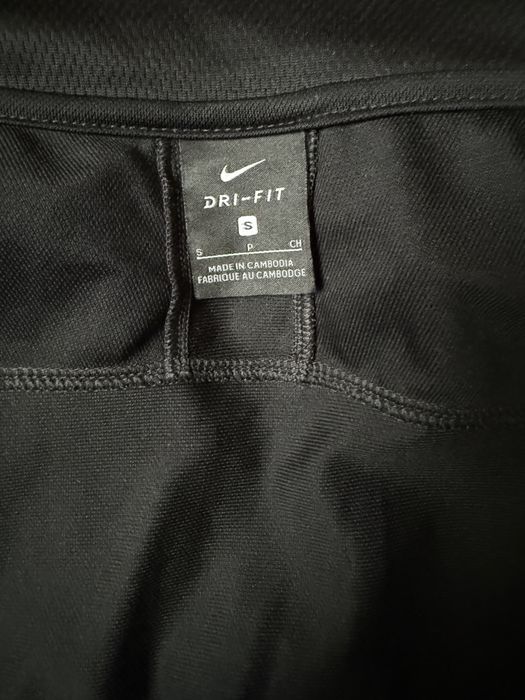 DRI-FIT
S
S P CH
MADE IN CAMBODIA
FABRIQUE AU CAMBODGE